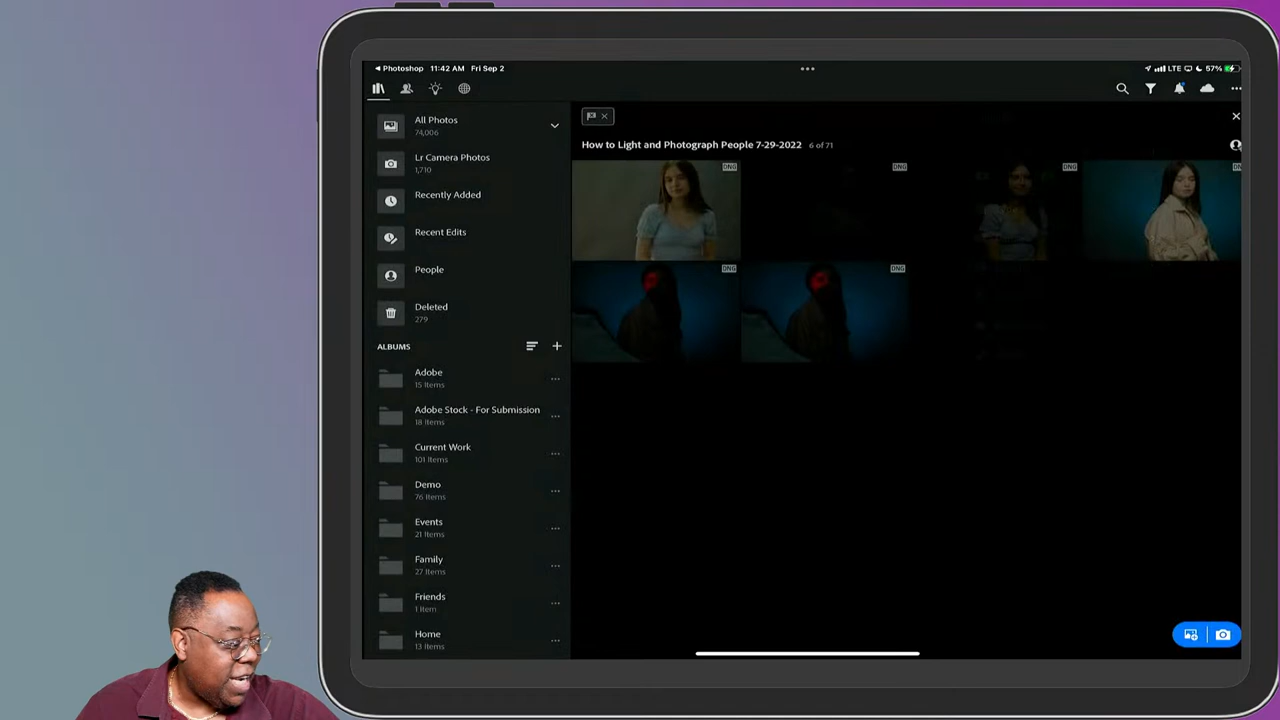 Photoshop 11:42 AM Fri Sep 2
LTE 57%
All Photos
74,006
Lr Camera Photos
1,710
Recently Added
Recent Edits
People
Deleted
279
ALBUMS
Adobe
15 Items
Adobe Stock - For Submission
18 Items
Current Work
101 Items
Demo
76 Items
Events
21 Items
Family
27 Items
Friends
1 Item
Home
13 Items
How to Light and Photograph People 7-29-2022 6 of 71
DNG
DNG
DNG
DN
DNG
DNG